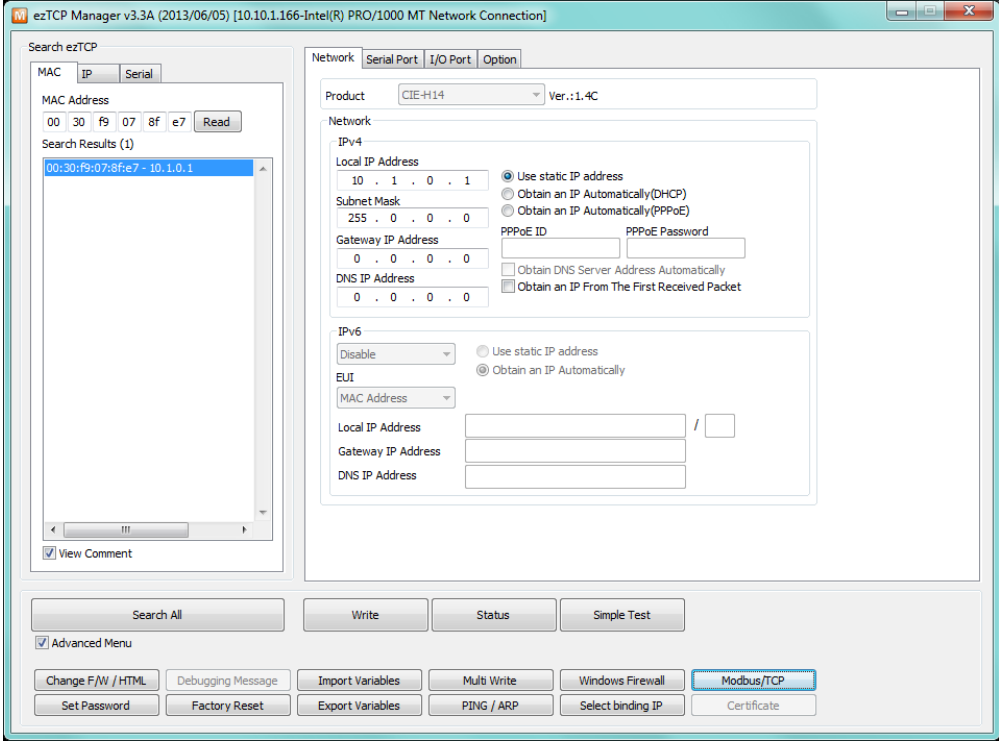 ezTCP Manager v3.3A (2013/06/05) [10.10.1.166-Intel(R) PRO/1000 MT Network Connection]
Search ezTCP
MAC IP Serial
MAC Address
00 30 f9 07 8f e7 Read
Search Results (1)
00:30:f9:07:8f:e7 - 10.1.0.1
View Comment
Network Serial Port I/O Port Option
Product CIE-H14 Ver.:1.4C
Network
IPv4
Local IP Address
10 . 1 . 0 . 1
Subnet Mask
255 . 0 . 0 . 0
Gateway IP Address
0 . 0 . 0 . 0
DNS IP Address
0 . 0 . 0 . 0
Use static IP address
Obtain an IP Automatically(DHCP)
Obtain an IP Automatically(PPPoE)
PPPoE ID PPPoE Password
Obtain DNS Server Address Automatically
Obtain an IP From The First Received Packet
IPv6
Disable
EUI
MAC Address
Use static IP address
Obtain an IP Automatically
Local IP Address /
Gateway IP Address
DNS IP Address
Search All Write Status Simple Test
Advanced Menu
Change F/W / HTML Debugging Message Import Variables Multi Write Windows Firewall Modbus/TCP
Set Password Factory Reset Export Variables PING / ARP Select binding IP Certificate